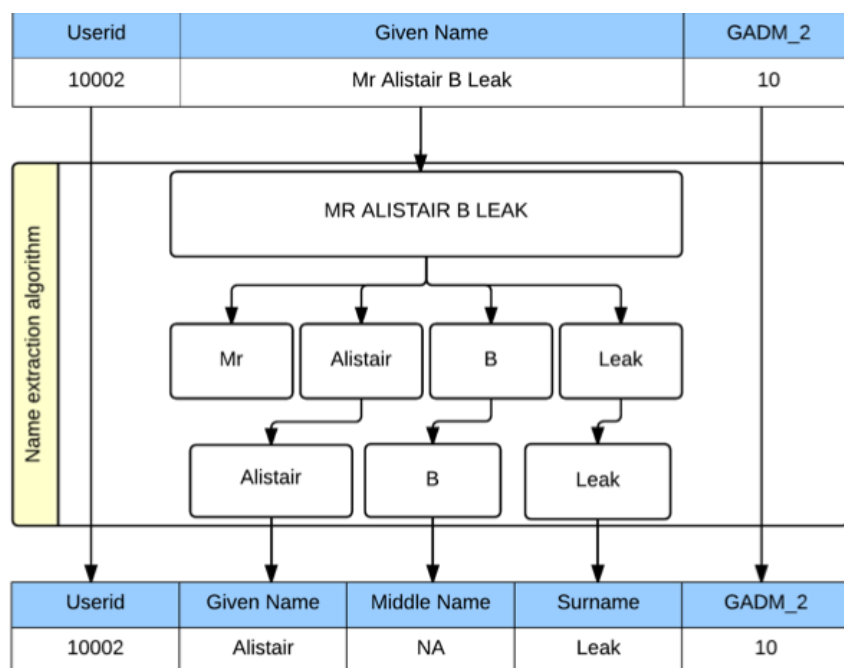 Userid Given Name GADM_2
10002 Mr Alistair B Leak 10
Name extraction algorithm
MR ALISTAIR B LEAK
Mr Alistair B Leak
Alistair B Leak
Userid Given Name Middle Name Surname GADM_2
10002 Alistair NA Leak 10